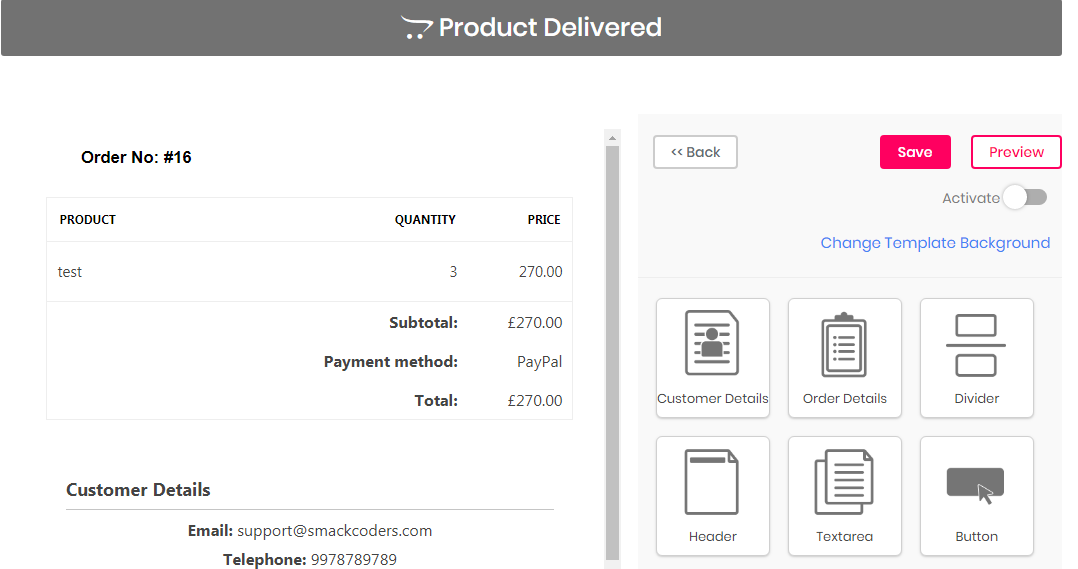 Product Delivered
Order No: #16
PRODUCT QUANTITY PRICE
test 3 270.00
Subtotal: £270.00
Payment method: PayPal
Total: £270.00
Customer Details
Email: support@smackcoders.com
Telephone: 9978789789
<< Back Save Preview
Activate
Change Template Background
Customer Details Order Details Divider
Header Textarea Button